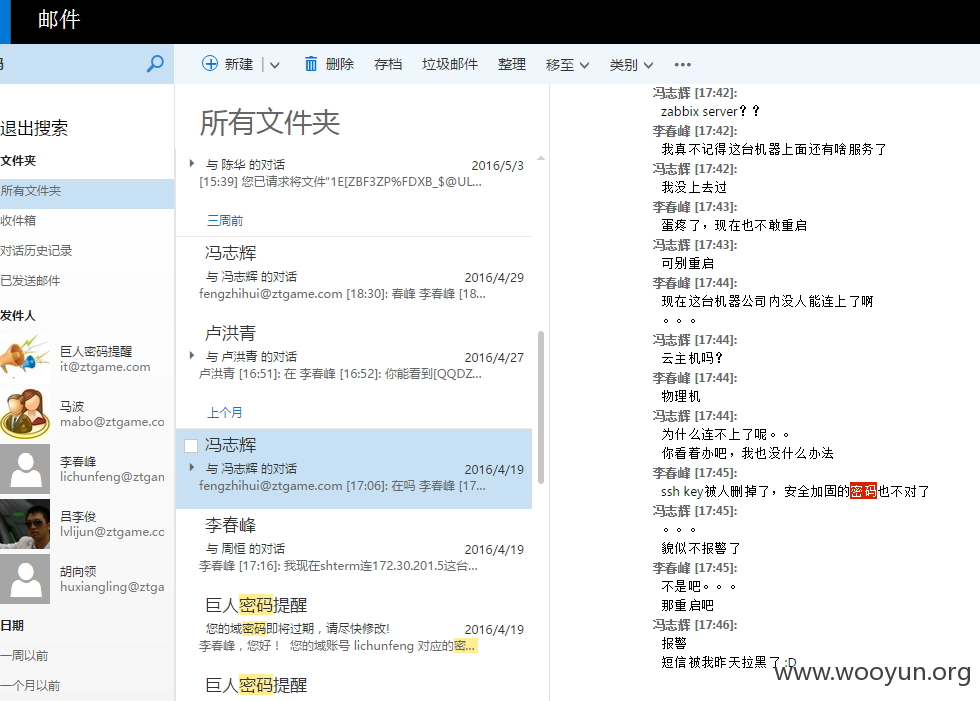 邮件
码
新建
删除
存档
垃圾邮件
整理
移至
类别
•••
退出搜索
文件夹
所有文件夹
收件箱
对话历史记录
已发送邮件
发件人
巨人密码提醒
it@ztgame.com
马波
mabo@ztgame.co
李春峰
lichunfeng@ztgan
吕李俊
lvlijun@ztgame.cc
胡向领
huxiangling@ztga
日期
一周以前
一个月以前
所有文件夹
与 陈华 的对话
2016/5/3
[15:39] 您已请求将文件"1E[ZBF3ZP%FDXB_$@UL...
三周前
冯志辉
与 冯志辉 的对话
2016/4/29
fengzhihui@ztgame.com [18:30]: 春峰 李春峰 [18...
卢洪青
与 卢洪青 的对话
2016/4/27
卢洪青 [16:51]: 在 李春峰 [16:52]: 你能看到[QQDZ...
上个月
冯志辉
与 冯志辉 的对话
2016/4/19
fengzhihui@ztgame.com [17:06]: 在吗 李春峰 [17...
李春峰
与 周恒 的对话
2016/4/19
李春峰 [17:16]: 我现在shterm连172.30.201.5这台...
巨人密码提醒
您的域密码即将过期，请尽快修改!
2016/4/19
李春峰，您好！ 您的域账号 lichunfeng 对应的密...
巨人密码提醒
冯志辉 [17:42]:
zabbix server？？
李春峰 [17:42]:
我真不记得这台机器上面还有啥服务了
冯志辉 [17:42]:
我没上去过
李春峰 [17:43]:
蛋疼了，现在也不敢重启
冯志辉 [17:43]:
可别重启
李春峰 [17:44]:
现在这台机器公司内没人能连上了啊
。。。
冯志辉 [17:44]:
云主机吗?
李春峰 [17:44]:
物理机
冯志辉 [17:44]:
为什么连不上了呢。。
你看着办吧，我也没什么办法
李春峰 [17:45]:
ssh key被人删掉了，安全加固的密码也不对了
冯志辉 [17:45]:
。。。
貌似不报警了
李春峰 [17:45]:
不是吧。。。
那重启吧
冯志辉 [17:46]:
报警
短信被我昨天拉黑了 :D
www.wooyun.org